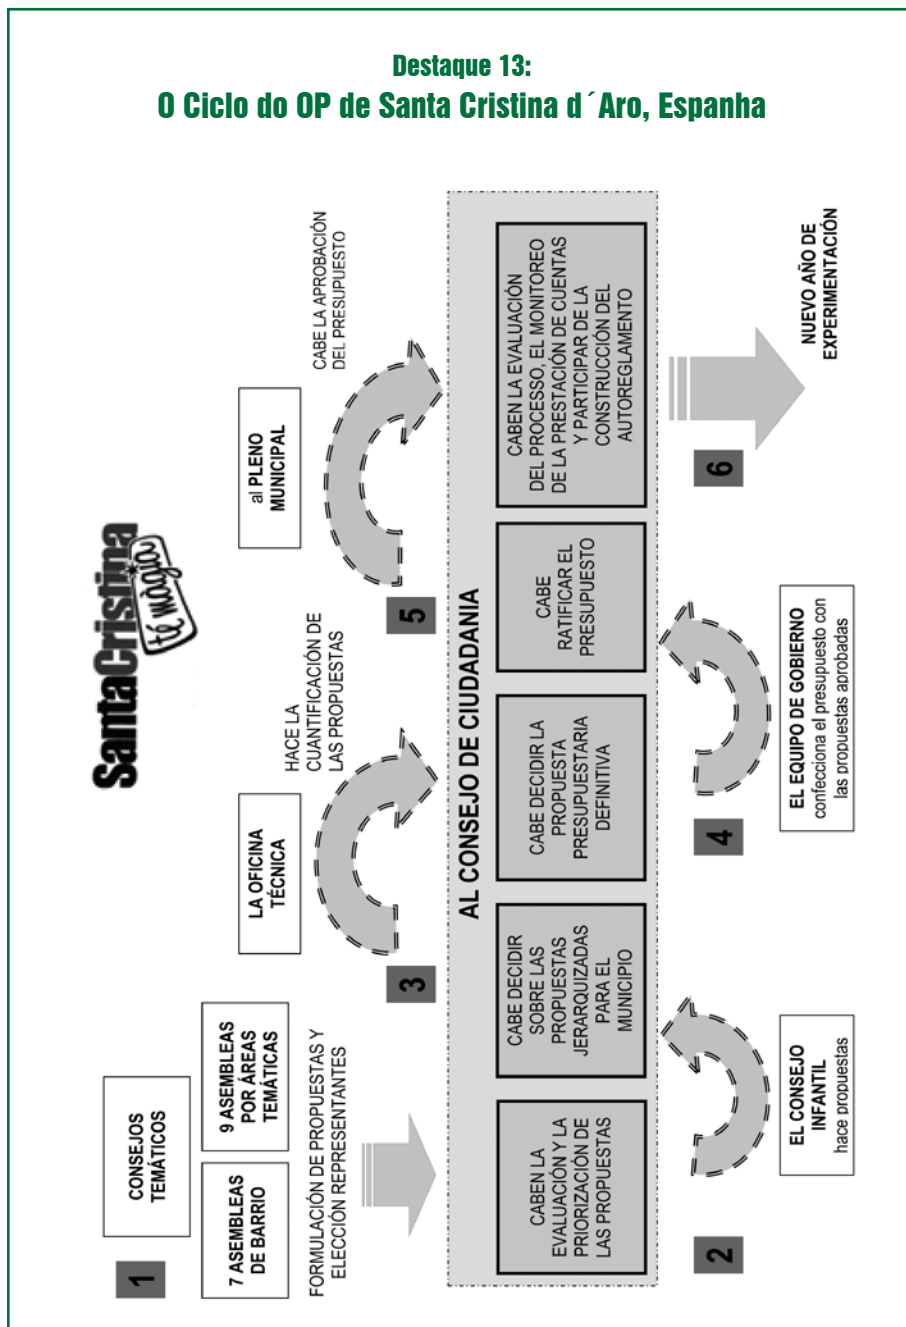 Destaque 13:
O Ciclo do OP de Santa Cristina d´Aro, Espanha
SantaCristina
té màgia
1
CONSEJOS
TEMÁTICOS
7 ASEMBLEAS
DE BARRIO
9 ASEMBLEAS
POR ÁREAS
TEMÁTICAS
FORMULACIÓN DE PROPUESTAS Y
ELECCIÓN REPRESENTANTES
3
LA OFICINA
TÉCNICA
HACE LA
CUANTIFICACIÓN DE
LAS PROPUESTAS
5
al PLENO
MUNICIPAL
CABE LA APROBACIÓN
DEL PRESUPUESTO
AL CONSEJO DE CIUDADANIA
CABEN LA
EVALUACIÓN Y LA
PRIORIZACIÓN DE
LAS PROPUESTAS
CABE DECIDIR
SOBRE LAS
PROPUESTAS
JERARQUIZADAS
PARA EL
MUNICIPIO
CABE DECIDIR LA
PROPUESTA
PRESUPUESTARIA
DEFINITIVA
CABE
RATIFICAR EL
PRESUPUESTO
CABEN LA EVALUACIÓN
DEL PROCESSO, EL MONITOREO
DE LA PRESTACIÓN DE CUENTAS
Y PARTICIPAR DE LA
CONSTRUCCIÓN DEL
AUTOREGLAMENTO
2
EL CONSEJO
INFANTIL
hace propuestas
4
EL EQUIPO DE GOBIERNO
confecciona el presupuesto con
las propuestas aprobadas
6
NUEVO AÑO DE
EXPERIMENTACIÓN